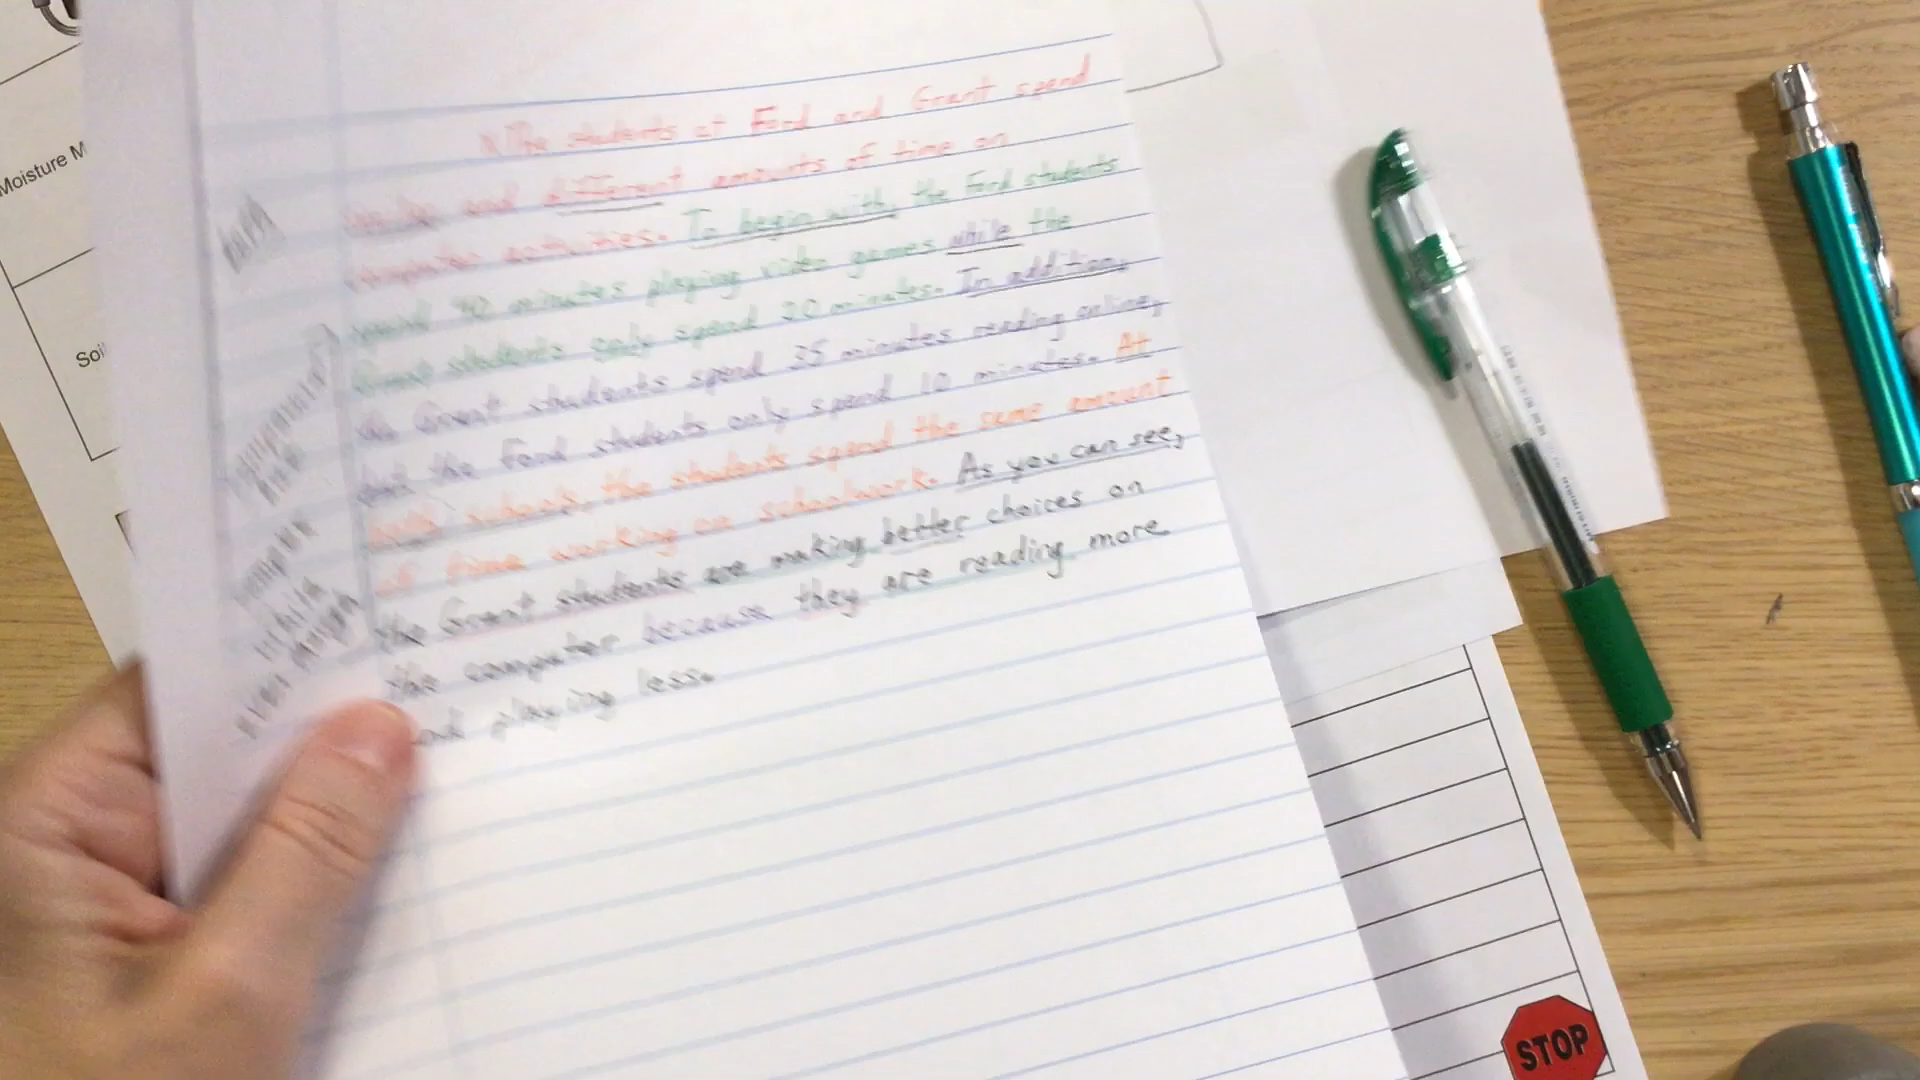 Moisture M
Soi
x The students at Ford and Grant spend
and different amounts of time on
computer activities. To begin with, the Ford students
spend 40 minutes playing video games while the
Grant students only spend 20 minutes. In addition,
Grant students spend 35 minutes reading online,
but the Ford students only spend 10 minutes. At
both schools, the students spend the same amount
of time working on schoolwork. As you can see,
the Grant students are making better choices on
the computer because they are reading more
and playing less.
STOP